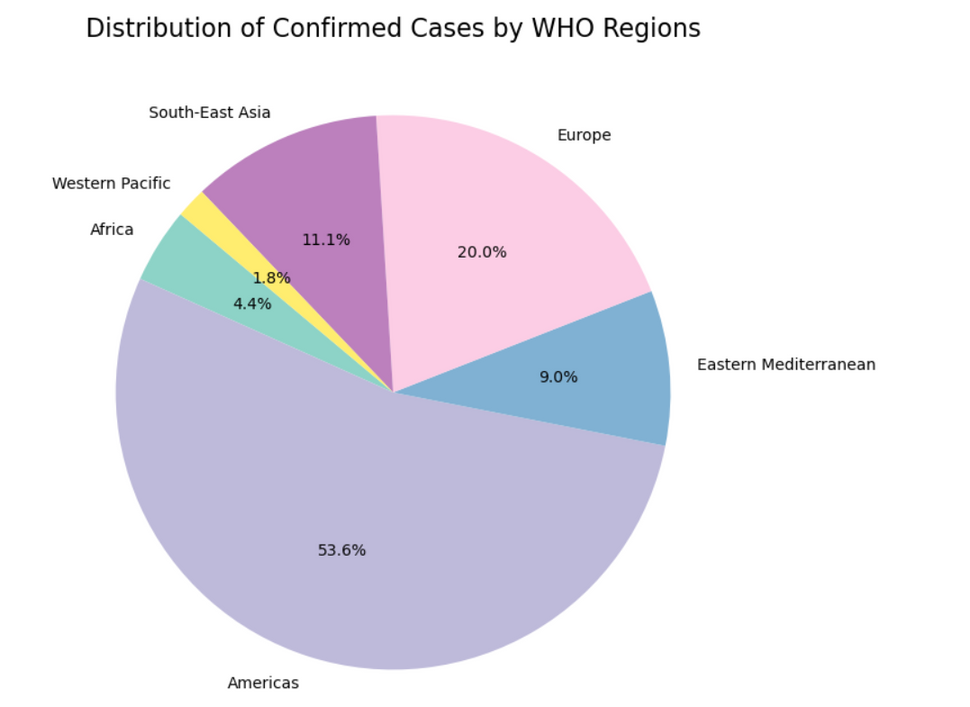 Distribution of Confirmed Cases by WHO Regions
South-East Asia
Europe
Western Pacific
Africa
11.1%
20.0%
1.8%
4.4%
Eastern Mediterranean
9.0%
53.6%
Americas